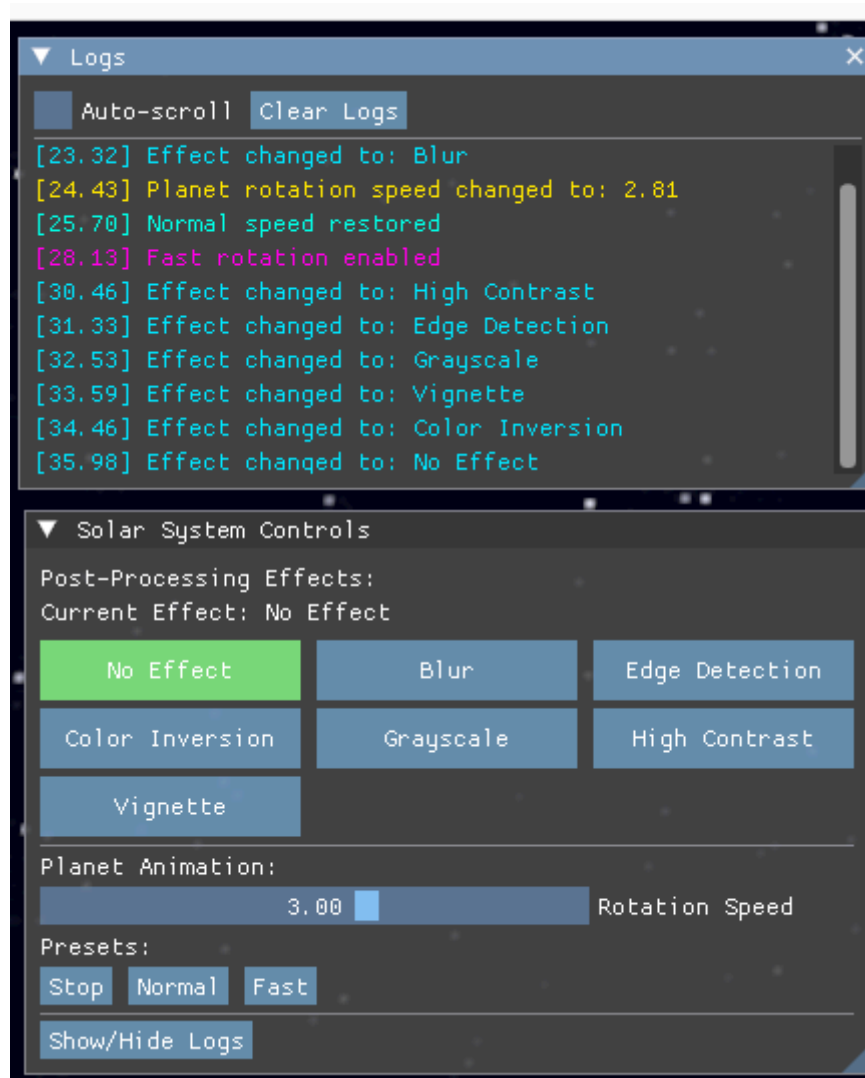 Logs
Auto-scroll Clear Logs
[23.32] Effect changed to: Blur
[24.43] Planet rotation speed changed to: 2.81
[25.70] Normal speed restored
[28.13] Fast rotation enabled
[30.46] Effect changed to: High Contrast
[31.33] Effect changed to: Edge Detection
[32.53] Effect changed to: Grayscale
[33.59] Effect changed to: Vignette
[34.46] Effect changed to: Color Inversion
[35.98] Effect changed to: No Effect
Solar System Controls
Post-Processing Effects:
Current Effect: No Effect
No Effect Blur Edge Detection
Color Inversion Grayscale High Contrast
Vignette
Planet Animation:
3.00 Rotation Speed
Presets:
Stop Normal Fast
Show/Hide Logs